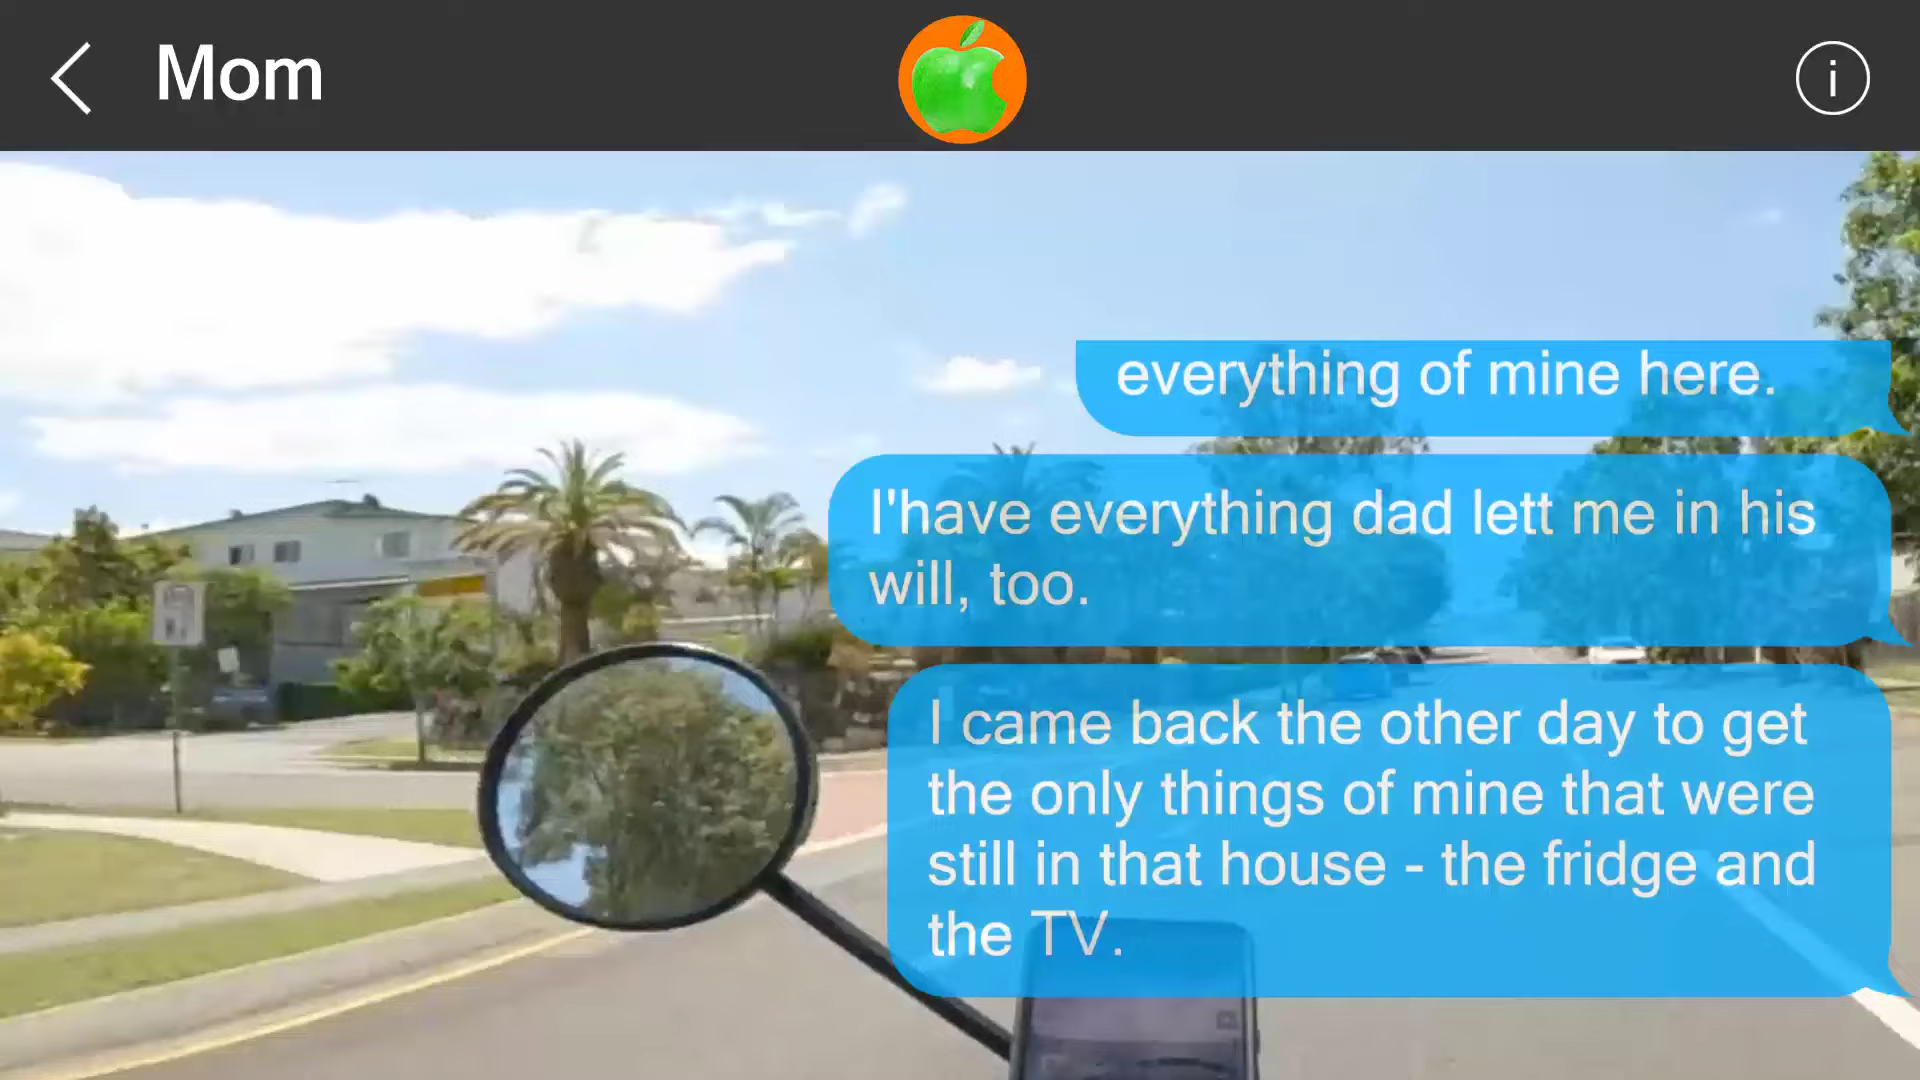 Mom
i
everything of mine here.
I'have everything dad lett me in his
will, too.
I came back the other day to get
the only things of mine that were
still in that house - the fridge and
the TV.